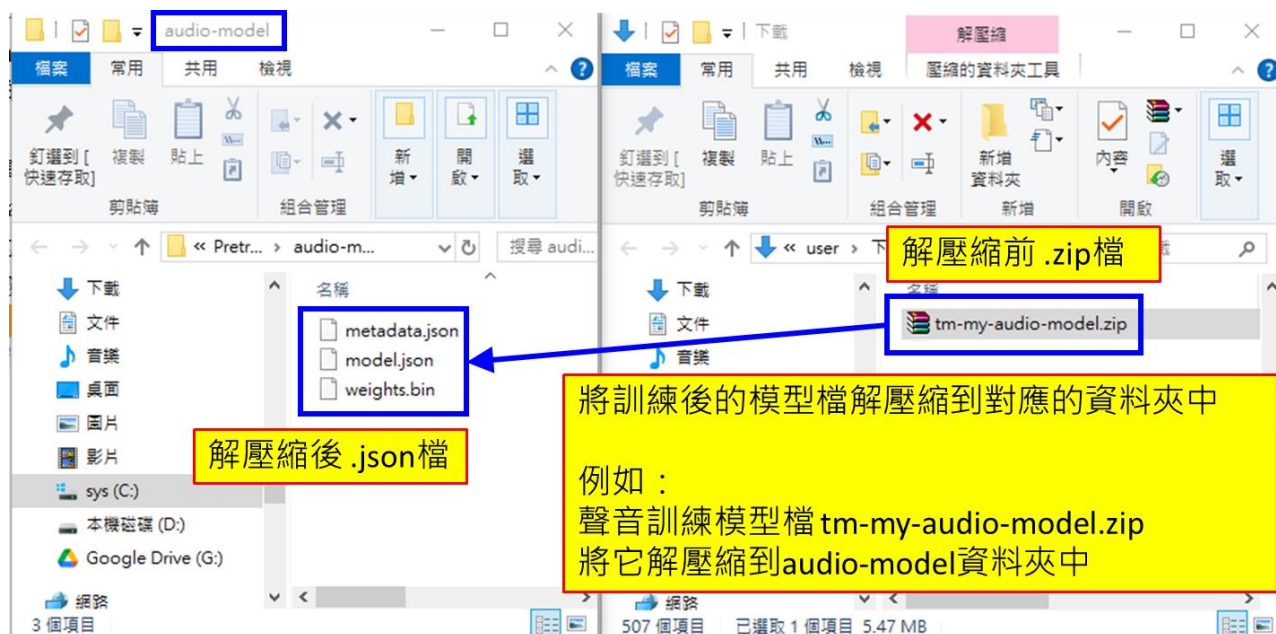 audio-model
檔案 常用 共用 檢視
釘選到 [
快速存取]
複製
貼上
新
增
開
啟
選
取
剪貼簿
組合管理
« Pretr... › audio-m...
搜尋 audi...
下載
文件
音樂
桌面
圖片
影片
sys (C:)
本機磁碟 (D:)
Google Drive (G:)
網路
名稱
metadata.json
model.json
weights.bin
解壓縮後 .json檔
3 個項目
下載
解壓縮
檔案 常用 共用 檢視 壓縮的資料夾工具
釘選到 [
快速存取]
複製
貼上
新增
資料夾
內容
選
取
剪貼簿
組合管理
新增
開啟
« user ›
解壓縮前 .zip檔
下載
文件
音樂
名稱
tm-my-audio-model.zip
將訓練後的模型檔解壓縮到對應的資料夾中
例如：
聲音訓練模型檔 tm-my-audio-model.zip
將它解壓縮到audio-model資料夾中
網路
507 個項目 已選取 1 個項目 5.47 MB